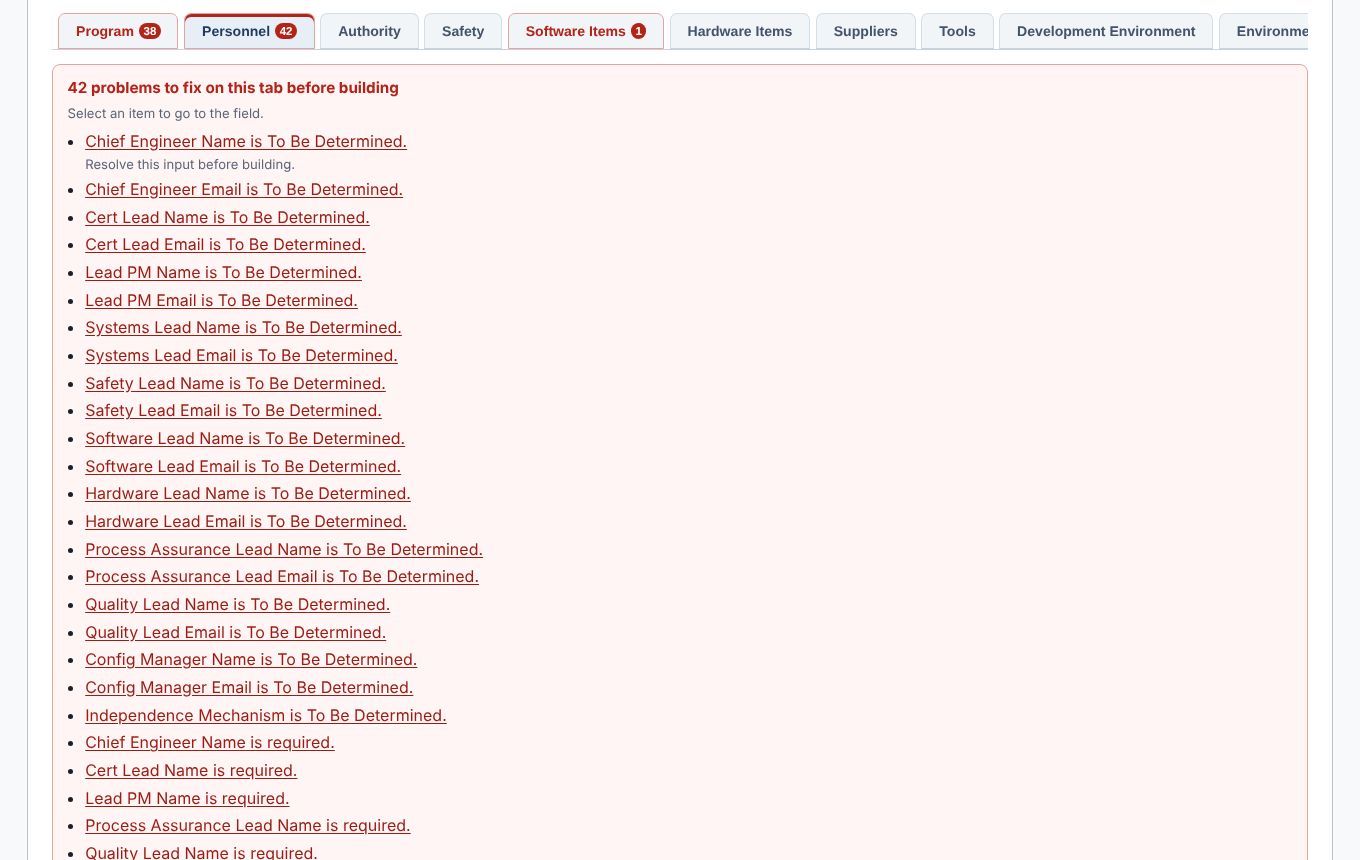 Program 38 Personnel 42 Authority Safety Software Items 1 Hardware Items Suppliers Tools Development Environment Environme
42 problems to fix on this tab before building
Select an item to go to the field.
• Chief Engineer Name is To Be Determined.
Resolve this input before building.
• Chief Engineer Email is To Be Determined.
• Cert Lead Name is To Be Determined.
• Cert Lead Email is To Be Determined.
• Lead PM Name is To Be Determined.
• Lead PM Email is To Be Determined.
• Systems Lead Name is To Be Determined.
• Systems Lead Email is To Be Determined.
• Safety Lead Name is To Be Determined.
• Safety Lead Email is To Be Determined.
• Software Lead Name is To Be Determined.
• Software Lead Email is To Be Determined.
• Hardware Lead Name is To Be Determined.
• Hardware Lead Email is To Be Determined.
• Process Assurance Lead Name is To Be Determined.
• Process Assurance Lead Email is To Be Determined.
• Quality Lead Name is To Be Determined.
• Quality Lead Email is To Be Determined.
• Config Manager Name is To Be Determined.
• Config Manager Email is To Be Determined.
• Independence Mechanism is To Be Determined.
• Chief Engineer Name is required.
• Cert Lead Name is required.
• Lead PM Name is required.
• Process Assurance Lead Name is required.
• Quality Lead Name is required.